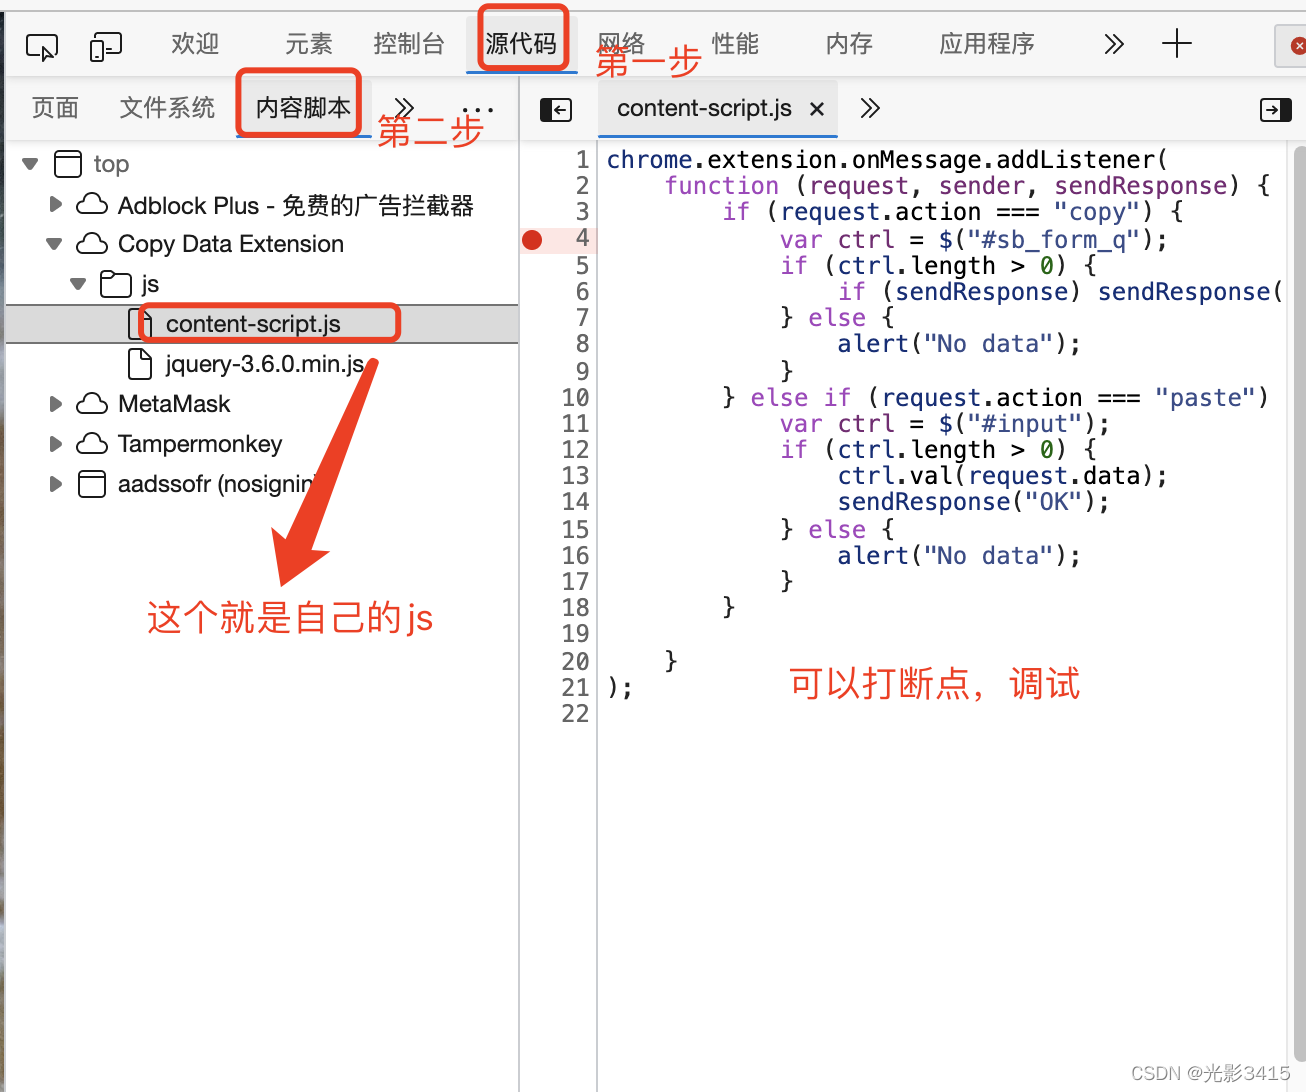 欢迎 元素 控制台 源代码 网络 性能 内存 应用程序
第一步
页面 文件系统 内容脚本
第二步
content-script.js
top
Adblock Plus - 免费的广告拦截器
Copy Data Extension
js
content-script.js
jquery-3.6.0.min.js
MetaMask
Tampermonkey
aadssofr (nosignin
这个就是自己的js
1 chrome.extension.onMessage.addListener(
2     function (request, sender, sendResponse) {
3         if (request.action === "copy") {
4             var ctrl = $("#sb_form_q");
5             if (ctrl.length > 0) {
6                 if (sendResponse) sendResponse(
7             } else {
8                 alert("No data");
9             }
10         } else if (request.action === "paste")
11             var ctrl = $("#input");
12             if (ctrl.length > 0) {
13                 ctrl.val(request.data);
14                 sendResponse("OK");
15             } else {
16                 alert("No data");
17             }
18         }
19
20     }
21 );
22
可以打断点，调试
CSDN @光影3415